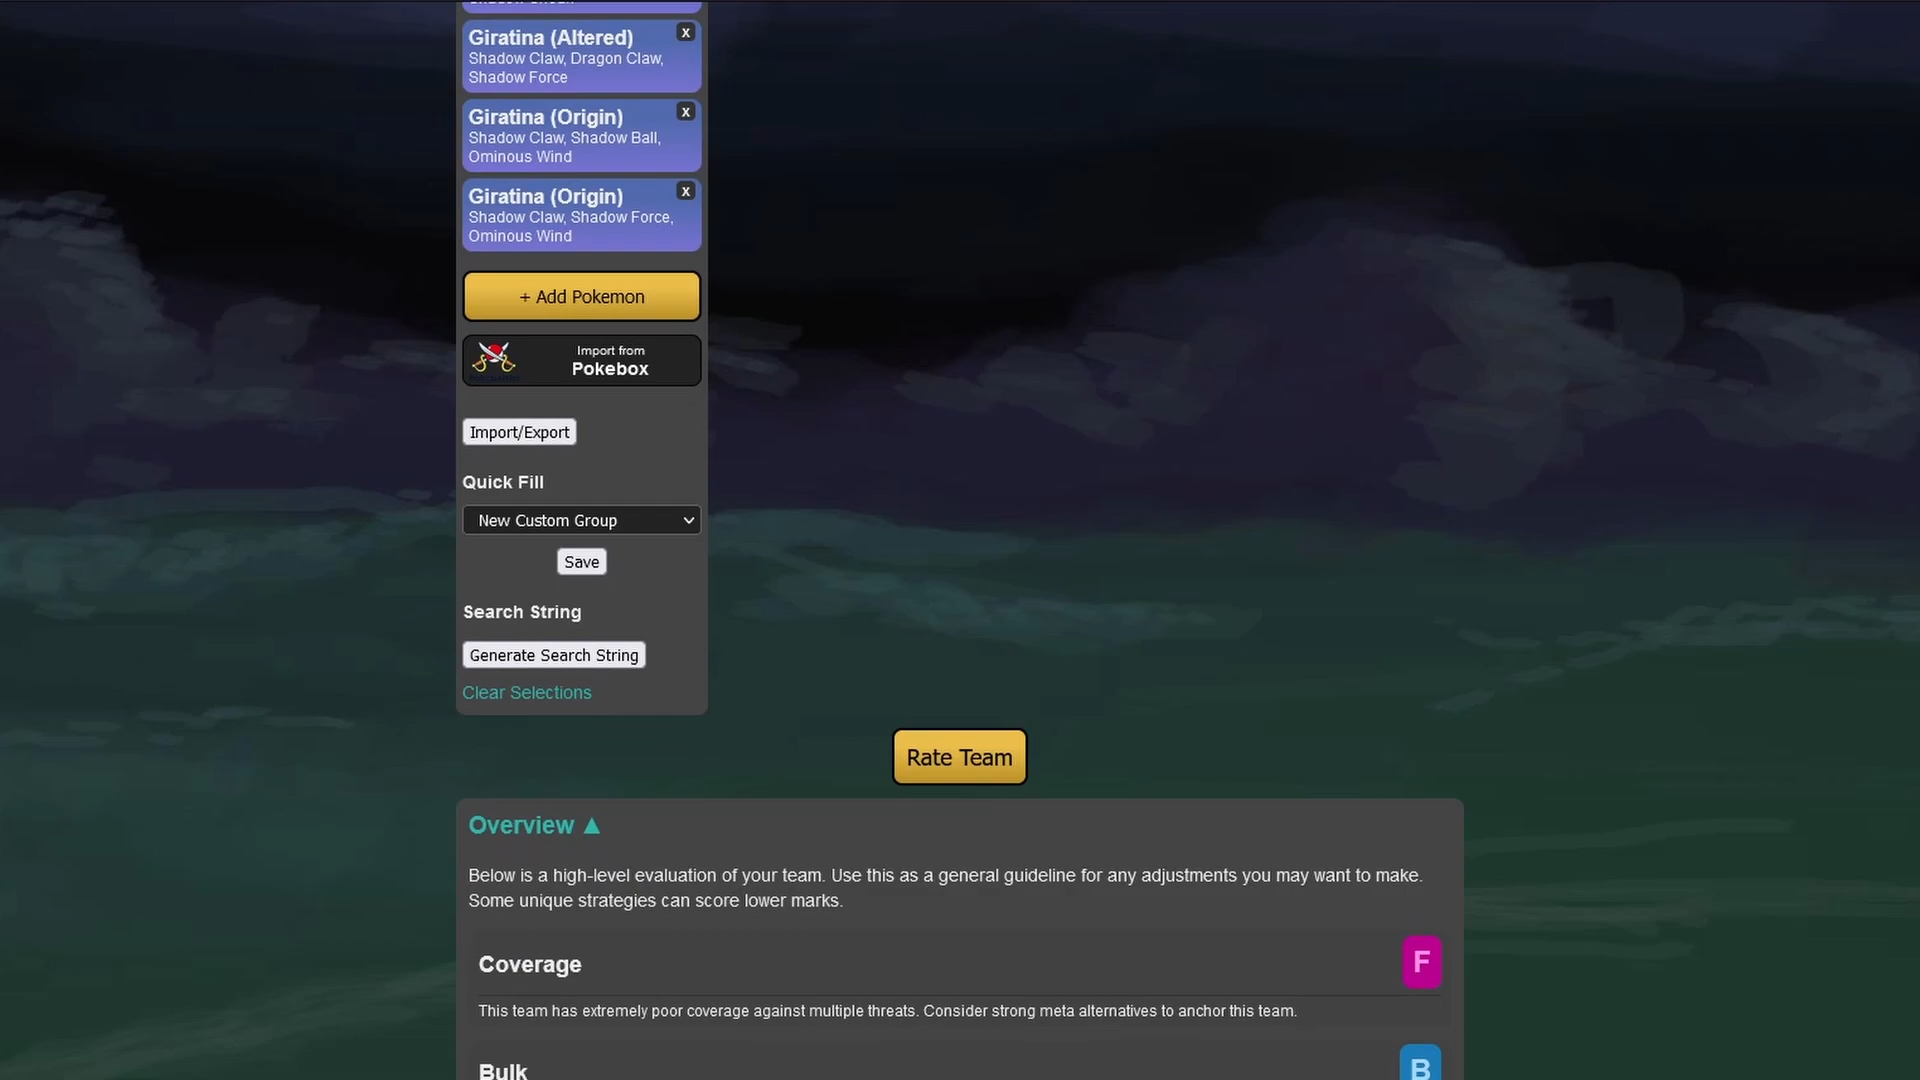 Giratina (Altered)
X
Shadow Claw, Dragon Claw,
Shadow Force
Giratina (Origin)
X
Shadow Claw, Shadow Ball,
Ominous Wind
Giratina (Origin)
X
Shadow Claw, Shadow Force,
Ominous Wind
+ Add Pokemon
Import from
Pokebox
Import/Export
Quick Fill
New Custom Group
Save
Search String
Generate Search String
Clear Selections
Rate Team
Overview ▲
Below is a high-level evaluation of your team. Use this as a general guideline for any adjustments you may want to make.
Some unique strategies can score lower marks.
Coverage
F
This team has extremely poor coverage against multiple threats. Consider strong meta alternatives to anchor this team.
Bulk
B